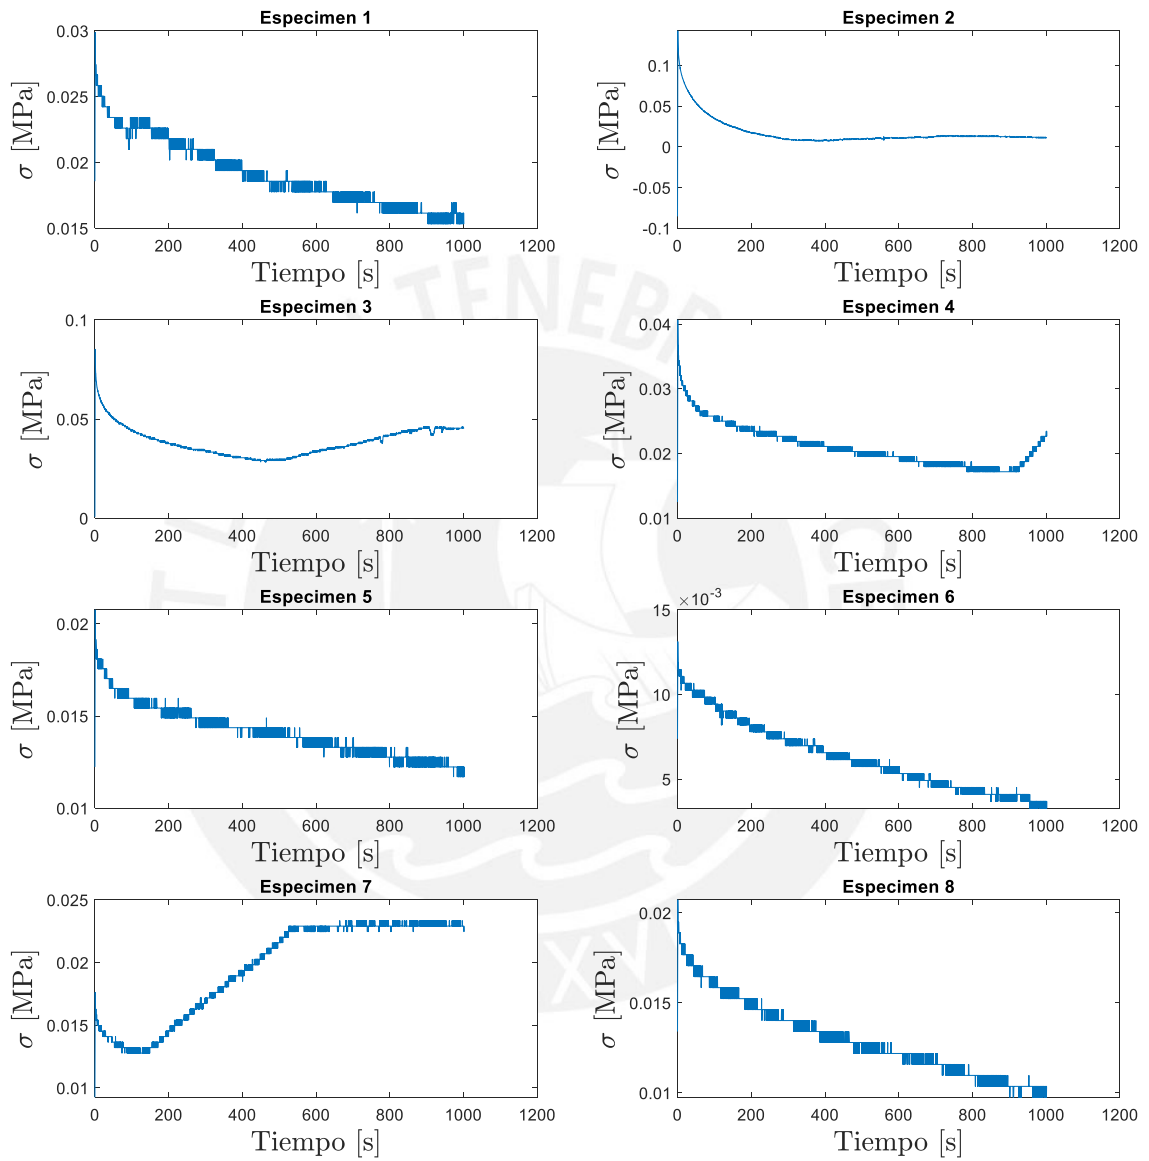 Especimen 1
σ [MPa]
0.03
0.025
0.02
0.015
0 200 400 600 800 1000 1200
Tiempo [s]
Especimen 2
σ [MPa]
0.1
0.05
0
-0.05
-0.1
0 200 400 600 800 1000 1200
Tiempo [s]
Especimen 3
σ [MPa]
0.1
0.05
0
0 200 400 600 800 1000 1200
Tiempo [s]
Especimen 4
σ [MPa]
0.04
0.03
0.02
0.01
0 200 400 600 800 1000 1200
Tiempo [s]
Especimen 5
σ [MPa]
0.02
0.015
0.01
0 200 400 600 800 1000 1200
Tiempo [s]
Especimen 6
×10⁻³
σ [MPa]
15
10
5
0 200 400 600 800 1000 1200
Tiempo [s]
Especimen 7
σ [MPa]
0.025
0.02
0.015
0.01
0 200 400 600 800 1000 1200
Tiempo [s]
Especimen 8
σ [MPa]
0.02
0.015
0.01
0 200 400 600 800 1000 1200
Tiempo [s]
TENEBR
XV